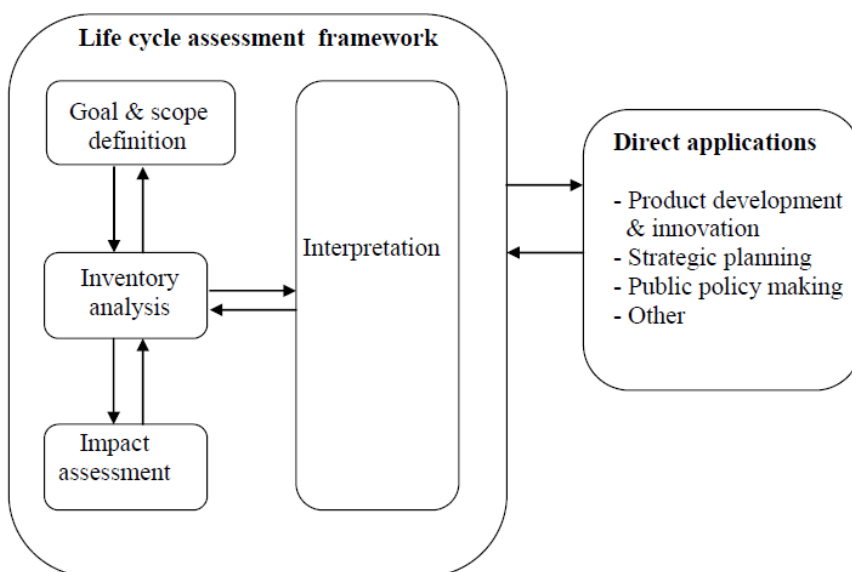 Life cycle assessment framework
Goal & scope
definition
Inventory
analysis
Impact
assessment
Interpretation
Direct applications
- Product development
& innovation
- Strategic planning
- Public policy making
- Other